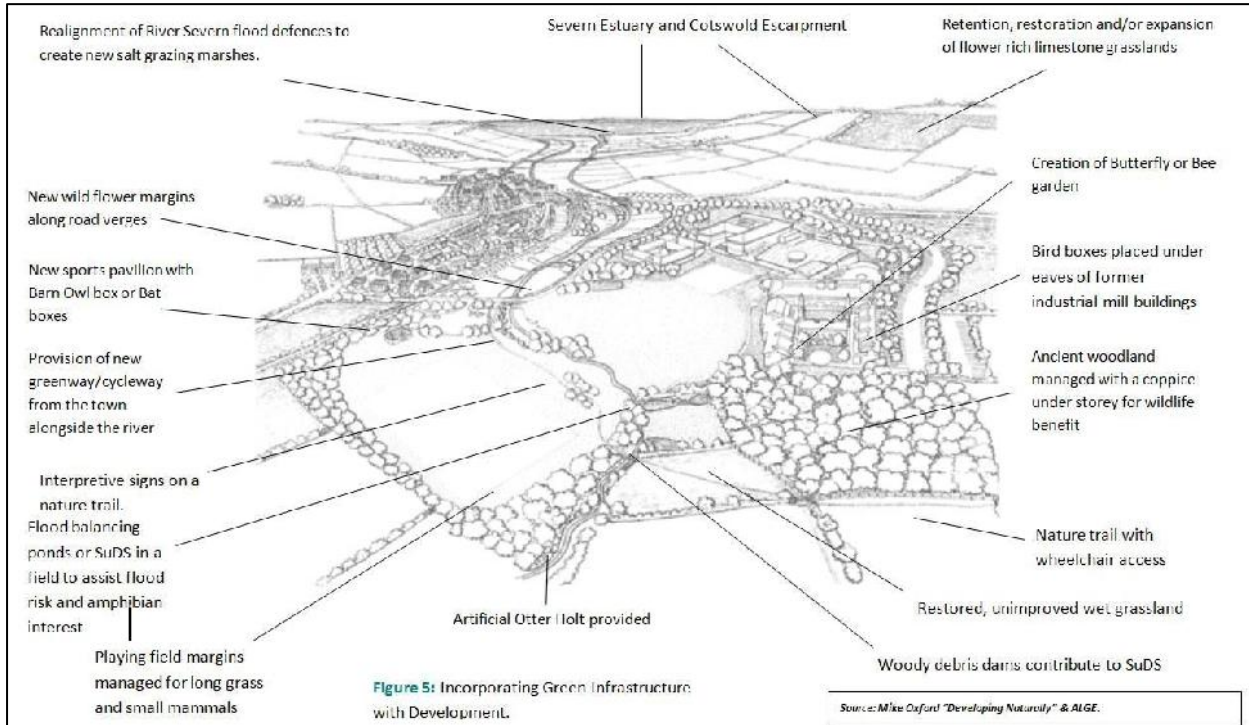 Realignment of River Severn flood defences to
create new salt grazing marshes.
Severn Estuary and Cotswold Escarpment
Retention, restoration and/or expansion
of flower rich limestone grasslands
Creation of Butterfly or Bee
garden
New wild flower margins
along road verges
Bird boxes placed under
eaves of former
industrial mill buildings
New sports pavilion with
Barn Owl box or Bat
boxes
Provision of new
greenway/cycleway
from the town
alongside the river
Ancient woodland
managed with a coppice
under storey for wildlife
benefit
Interpretive signs on a
nature trail.
Flood balancing
ponds or SuDS in a
field to assist flood
risk and amphibian
interest
Nature trail with
wheelchair access
Restored, unimproved wet grassland
Artificial Otter Holt provided
Woody debris dams contribute to SuDS
Playing field margins
managed for long grass
and small mammals
Figure 5: Incorporating Green Infrastructure
with Development.
Source: Mike Oxford "Developing Naturally" & ALGE.